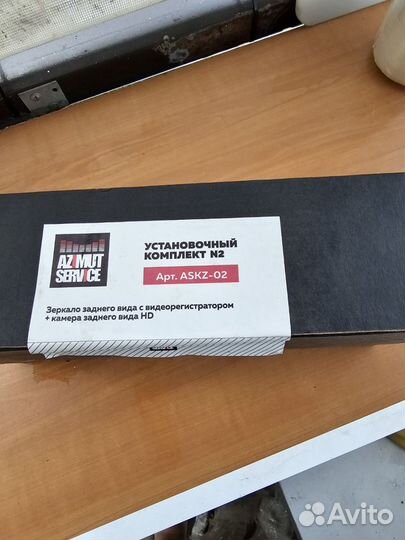 AZIMUT
SERVICE
УСТАНОВОЧНЫЙ
КОМПЛЕКТ N2
Арт. ASKZ-02
Зеркало заднего вида с видеорегистратором
+ камера заднего вида HD
Avito